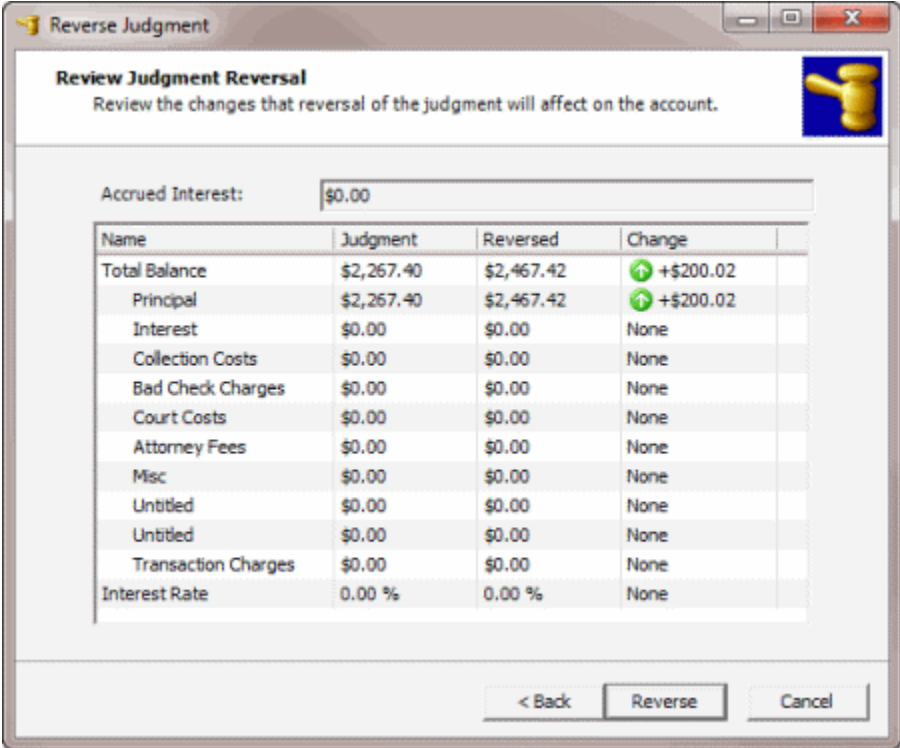 Reverse Judgment
Review Judgment Reversal
Review the changes that reversal of the judgment will affect on the account.
Accrued Interest: $0.00
Name Judgment Reversed Change
Total Balance $2,267.40 $2,467.42 +$200.02
Principal $2,267.40 $2,467.42 +$200.02
Interest $0.00 $0.00 None
Collection Costs $0.00 $0.00 None
Bad Check Charges $0.00 $0.00 None
Court Costs $0.00 $0.00 None
Attorney Fees $0.00 $0.00 None
Misc $0.00 $0.00 None
Untitled $0.00 $0.00 None
Untitled $0.00 $0.00 None
Transaction Charges $0.00 $0.00 None
Interest Rate 0.00 % 0.00 % None
< Back Reverse Cancel